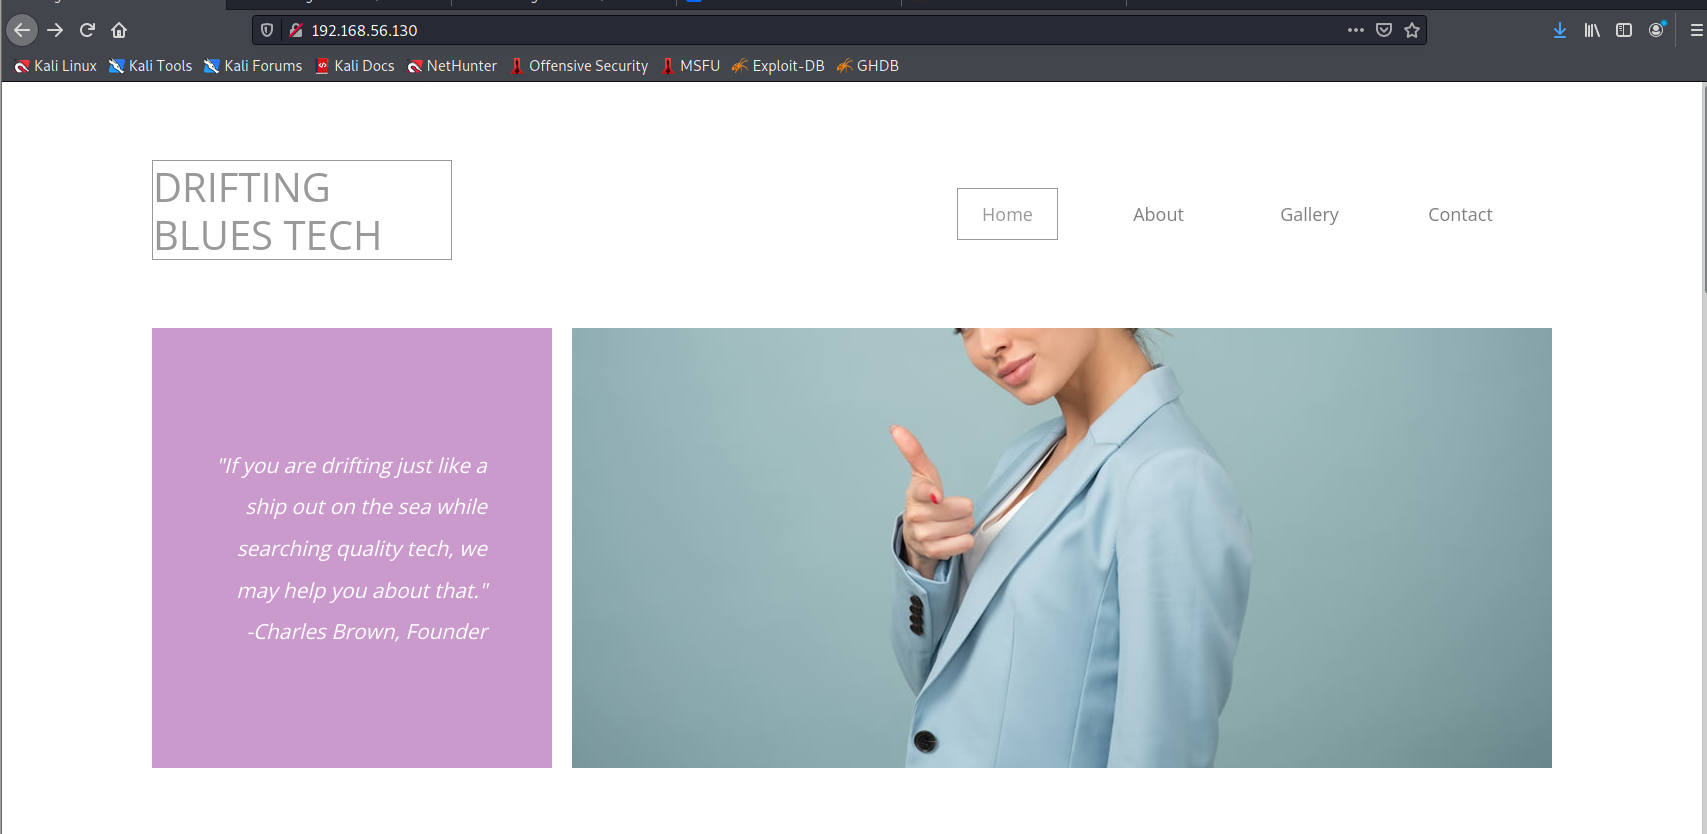 192.168.56.130
Kali Linux Kali Tools Kali Forums Kali Docs NetHunter Offensive Security MSFU Exploit-DB GHDB
DRIFTING
BLUES TECH
Home About Gallery Contact
"If you are drifting just like a
ship out on the sea while
searching quality tech, we
may help you about that."
-Charles Brown, Founder